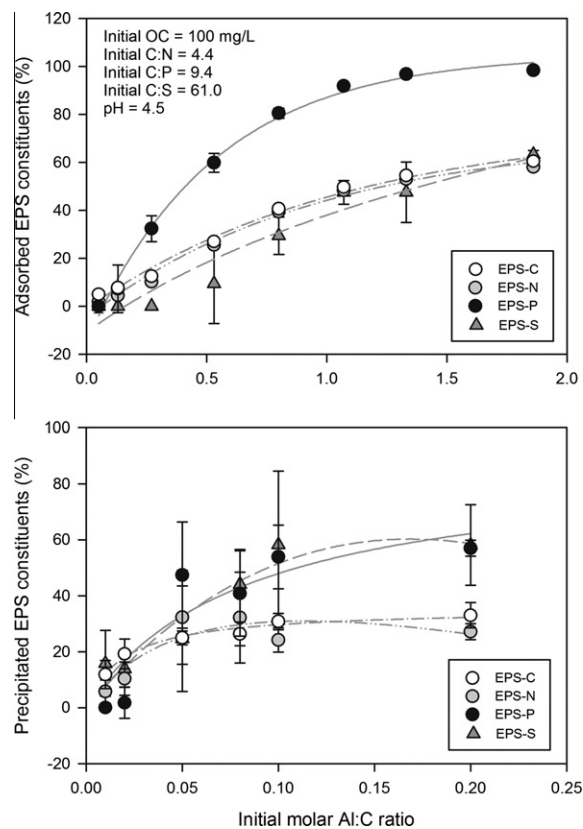 120
100
80
60
40
20
0
-20
Adsorbed EPS constituents (%)
Initial OC = 100 mg/L
Initial C:N = 4.4
Initial C:P = 9.4
Initial C:S = 61.0
pH = 4.5
EPS-C
EPS-N
EPS-P
EPS-S
0.0
0.5
1.0
1.5
2.0
100
80
60
40
20
0
-20
Precipitated EPS constituents (%)
EPS-C
EPS-N
EPS-P
EPS-S
0.00
0.05
0.10
0.15
0.20
0.25
Initial molar Al:C ratio